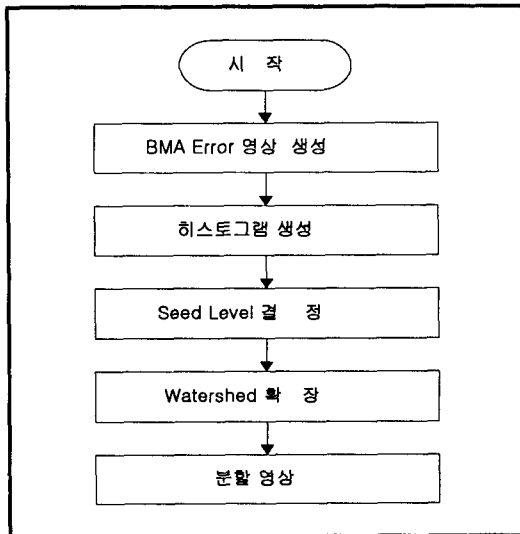 시 작
BMA Error 영상 생성
히스토그램 생성
Seed Level 결 정
Watershed 확 장
분할 영상